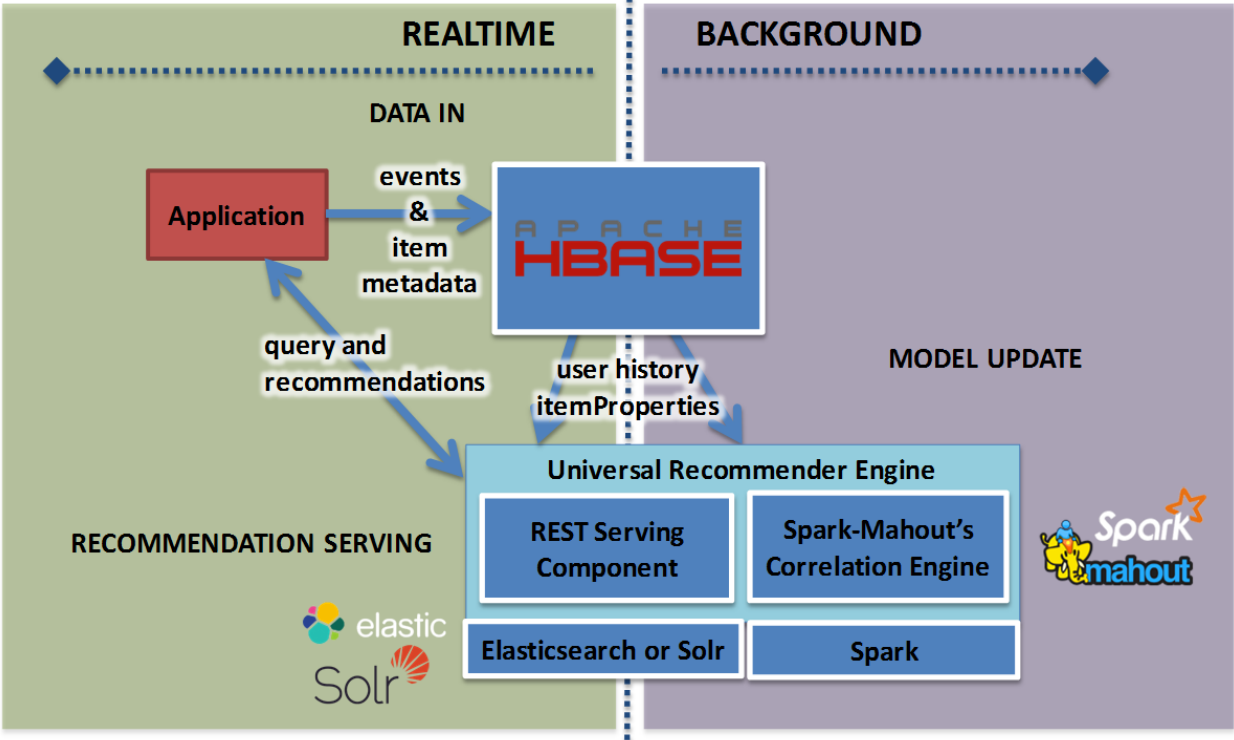 REALTIME
BACKGROUND
DATA IN
events
&
item
metadata
Application
APACHE
HBASE
query and
recommendations
user history
itemProperties
MODEL UPDATE
Universal Recommender Engine
RECOMMENDATION SERVING
REST Serving
Component
Spark-Mahout's
Correlation Engine
Spark
mahout
elastic
Solr
Elasticsearch or Solr
Spark